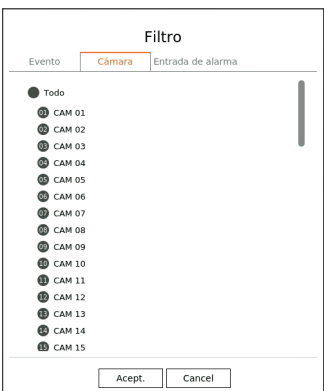 Filtro
Evento Cámara Entrada de alarma
Todo
01 CAM 01
02 CAM 02
03 CAM 03
04 CAM 04
05 CAM 05
06 CAM 06
07 CAM 07
08 CAM 08
09 CAM 09
10 CAM 10
11 CAM 11
12 CAM 12
13 CAM 13
14 CAM 14
15 CAM 15
Acept. Cancel